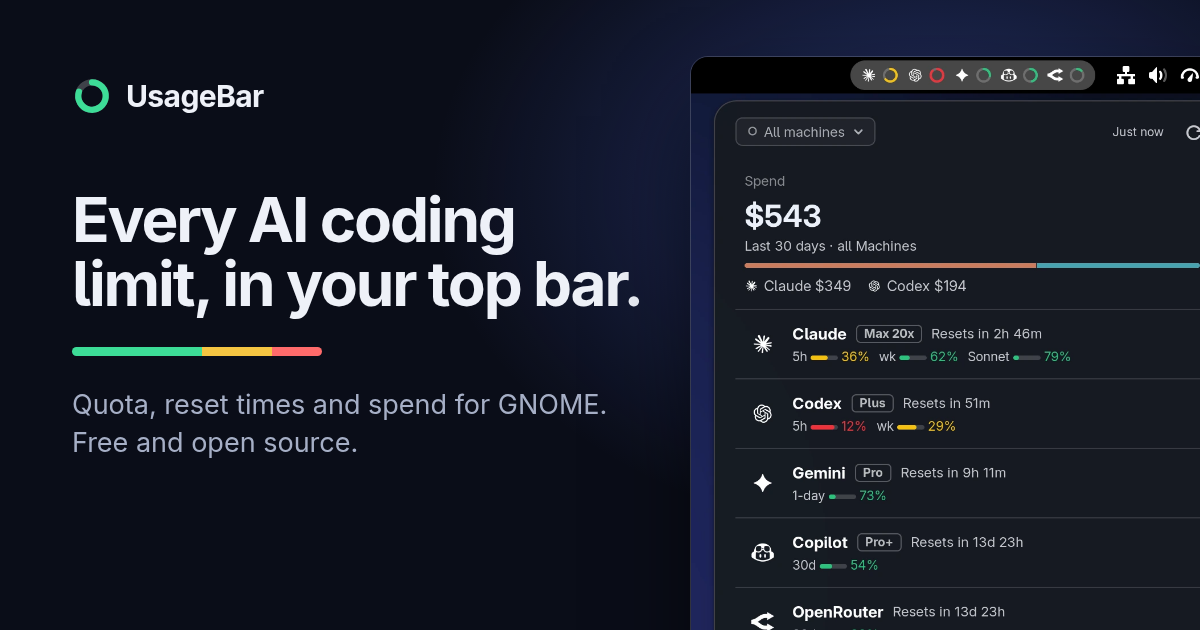 UsageBar
Every AI coding
limit, in your top bar.
Quota, reset times and spend for GNOME.
Free and open source.
All machines
Just now
Spend
$543
Last 30 days · all Machines
Claude $349 Codex $194
Claude Max 20x Resets in 2h 46m
5h 36% wk 62% Sonnet 79%
Codex Plus Resets in 51m
5h 12% wk 29%
Gemini Pro Resets in 9h 11m
1-day 73%
Copilot Pro+ Resets in 13d 23h
30d 54%
OpenRouter Resets in 13d 23h